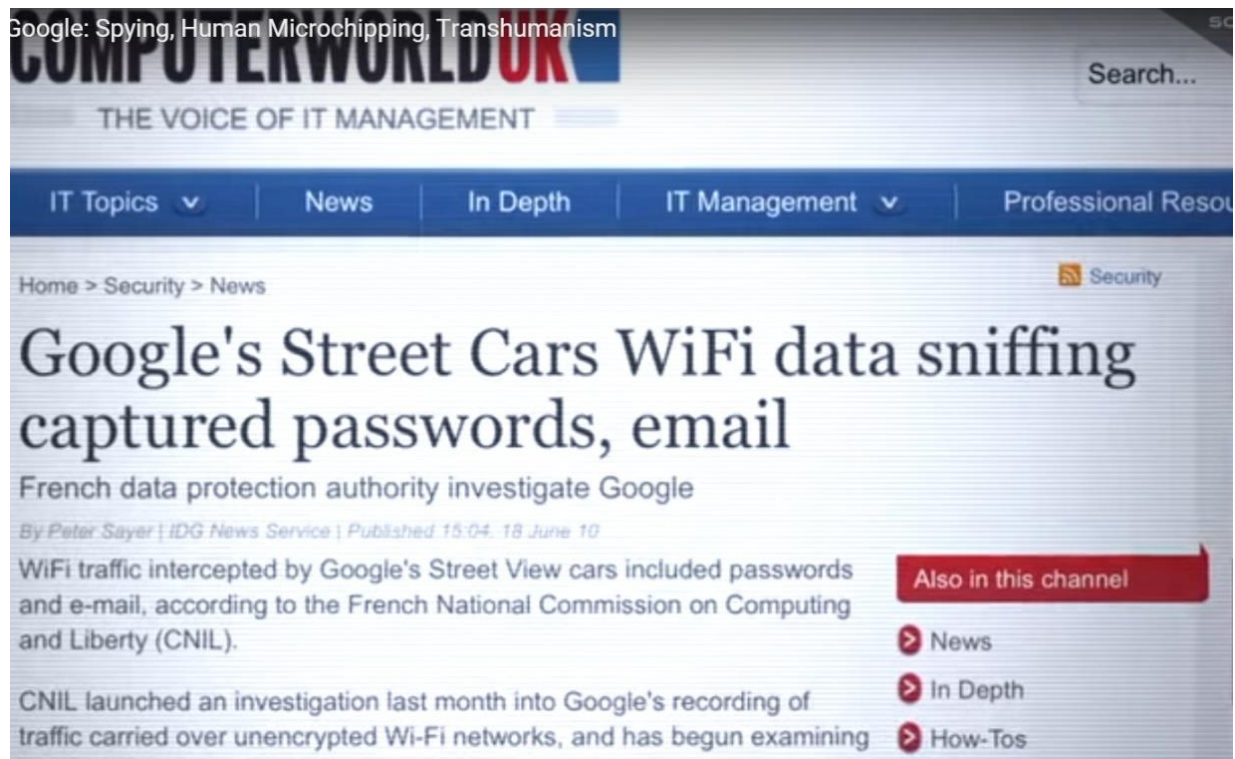 Google: Spying, Human Microchipping, Transhumanism
COMPUTERWORLDUK
Search...
THE VOICE OF IT MANAGEMENT
IT Topics News In Depth IT Management Professional
Home > Security > News
Security
Google's Street Cars WiFi data sniffing
captured passwords, email
French data protection authority investigate Google
By Peter Sayer | IDG News Service | Published 15:04, 18 June 10
WiFi traffic intercepted by Google's Street View cars included passwords
and e-mail, according to the French National Commission on Computing
and Liberty (CNIL).
CNIL launched an investigation last month into Google's recording of
traffic carried over unencrypted Wi-Fi networks, and has begun examining
Also in this channel
News
In Depth
How-Tos